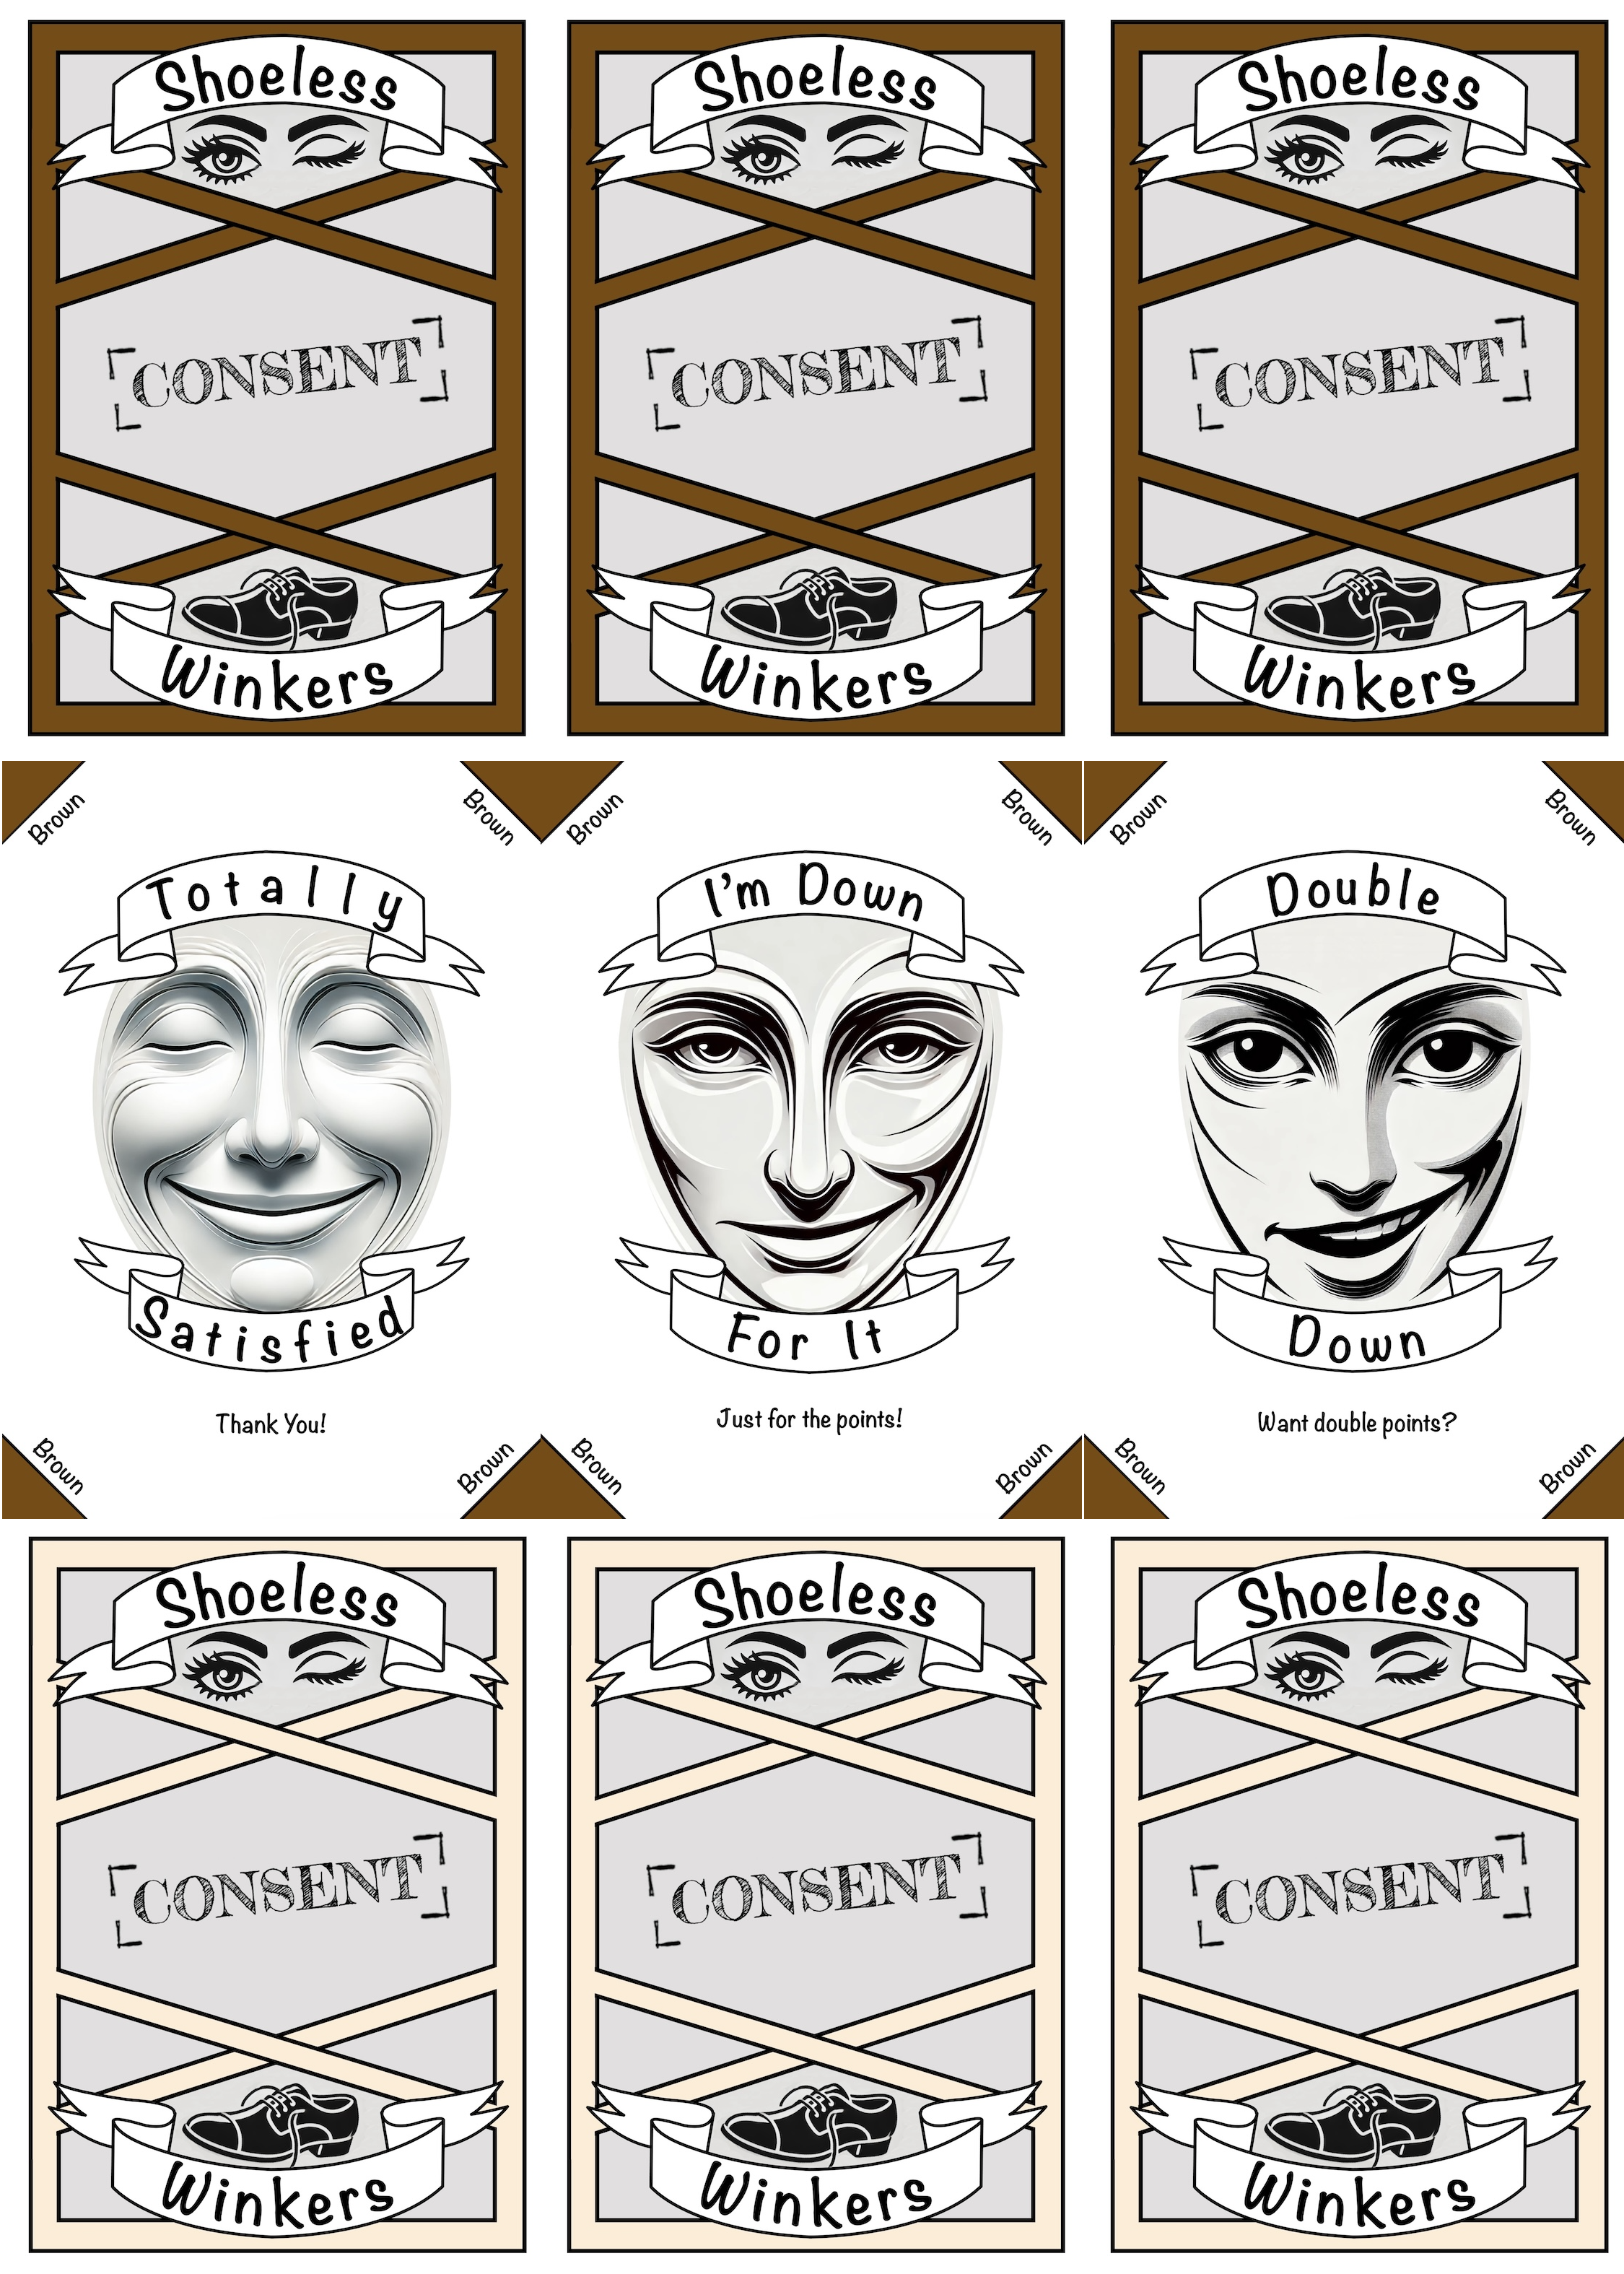 Shoeless Shoeless Shoeless
CONSENT CONSENT CONSENT
Winkers Winkers Winkers
Brown Brown Brown Brown Brown Brown
Totally I'm Down Double
Satisfied For It Down
Thank You! Just for the points! Want double points?
Brown Brown Brown Brown Brown Brown
Shoeless Shoeless Shoeless
CONSENT CONSENT CONSENT
Winkers Winkers Winkers